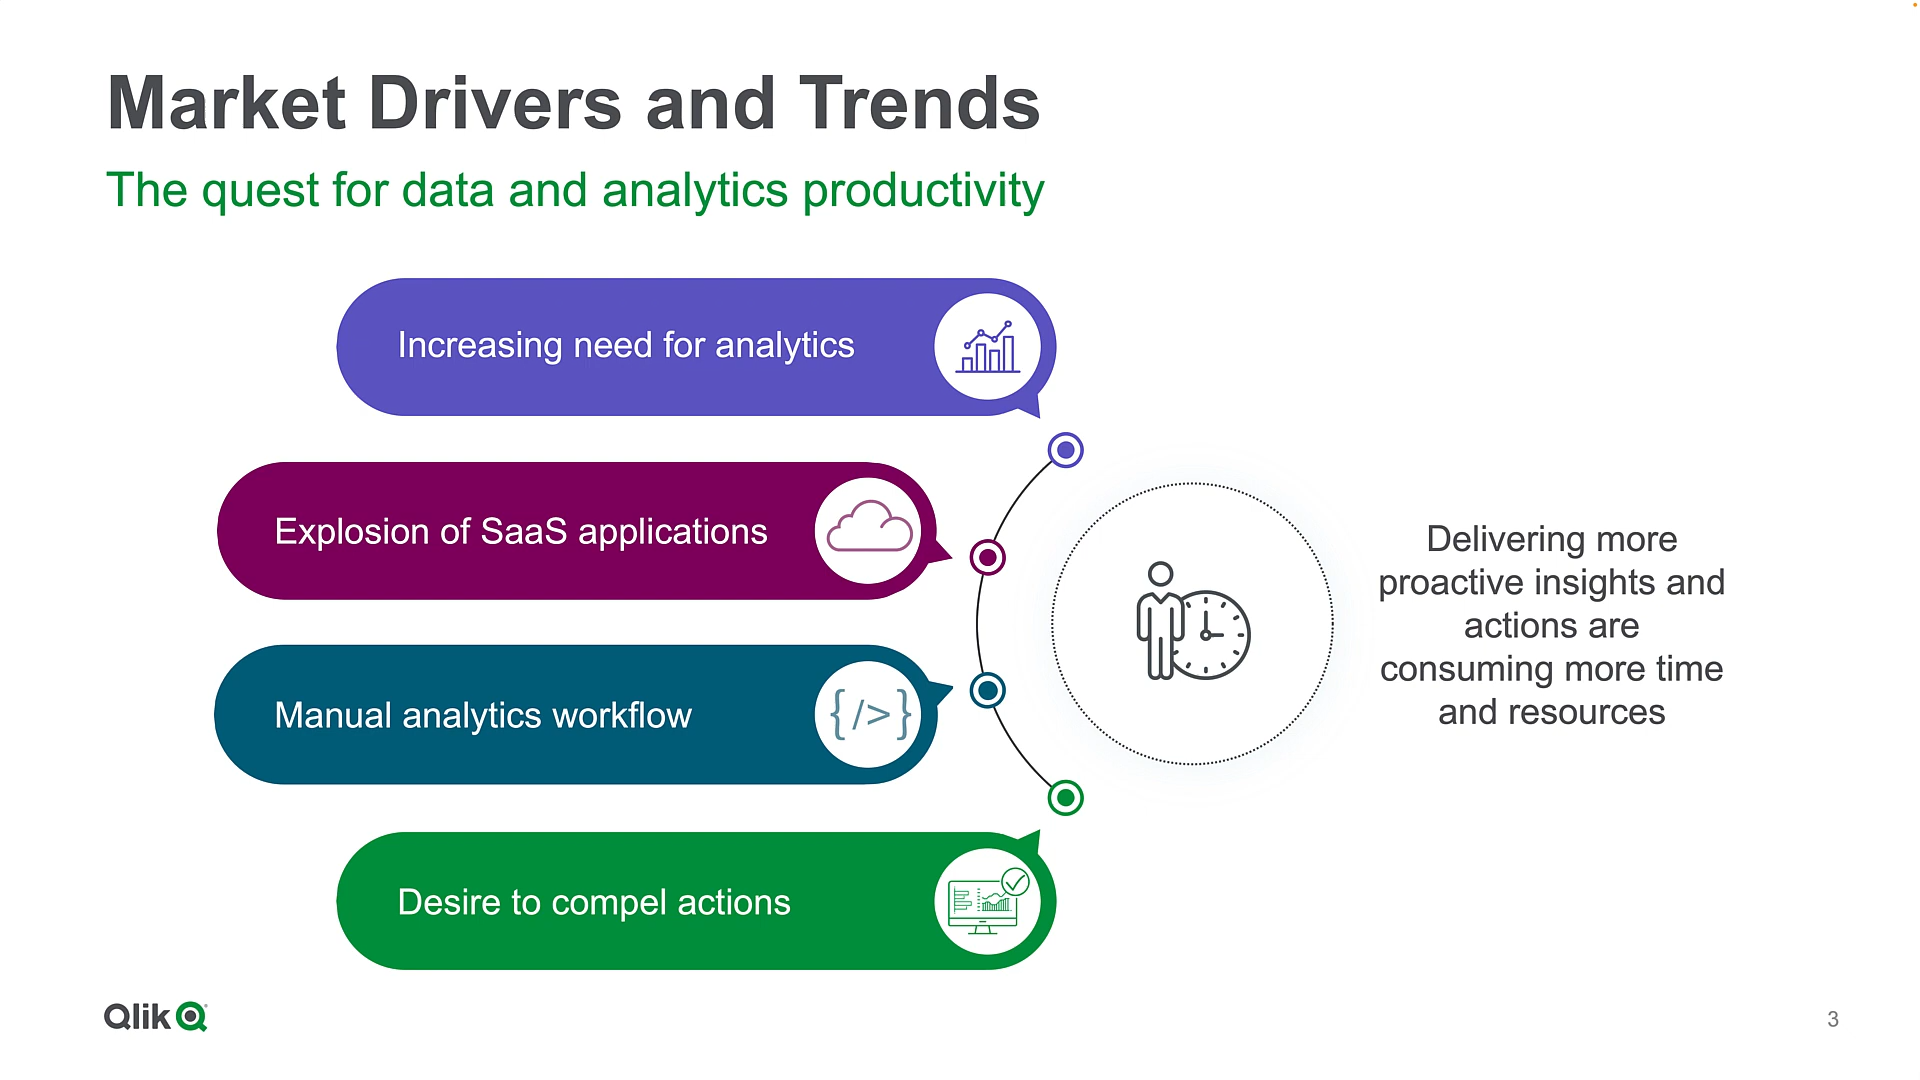 Market Drivers and Trends
The quest for data and analytics productivity
Increasing need for analytics
Explosion of SaaS applications
Manual analytics workflow
{/>}
Desire to compel actions
Delivering more
proactive insights and
actions are
consuming more time
and resources
Qlik
3